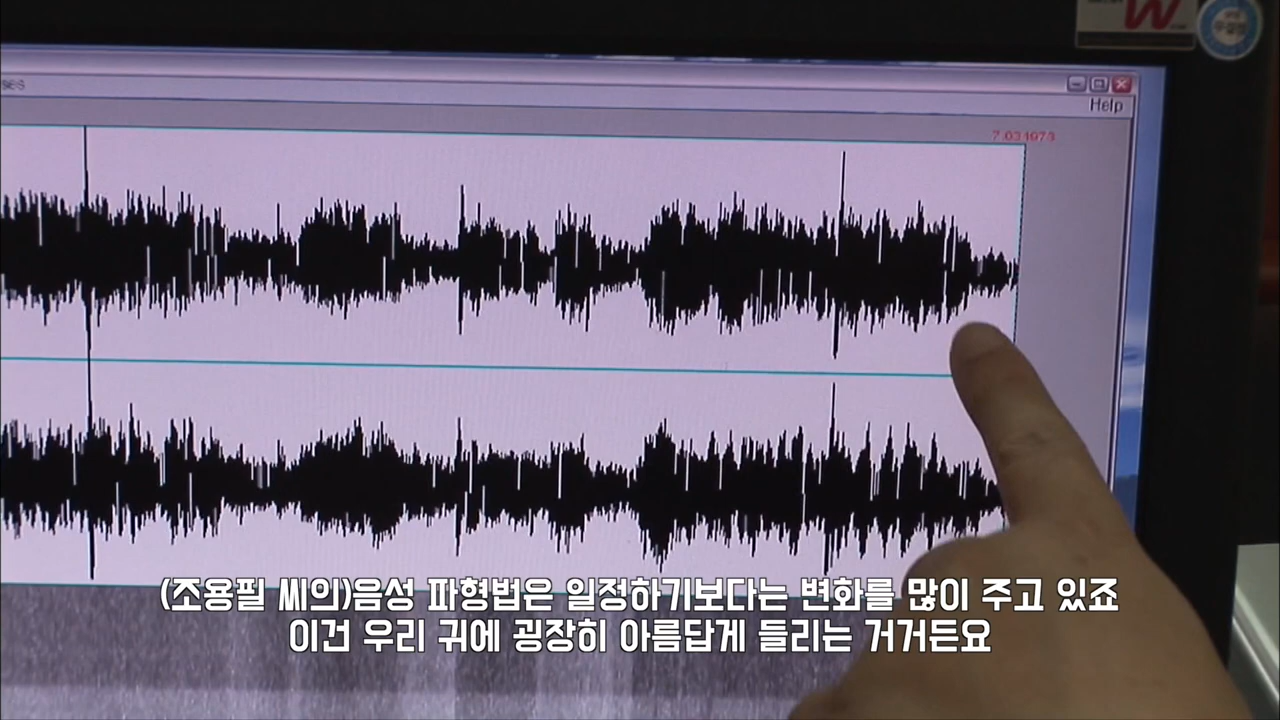 W
Help
7.031973
(조용필 씨의)음성 파형법은 일정하기보다는 변화를 많이 주고 있죠
이건 우리 귀에 굉장히 아름답게 들리는 거거든요